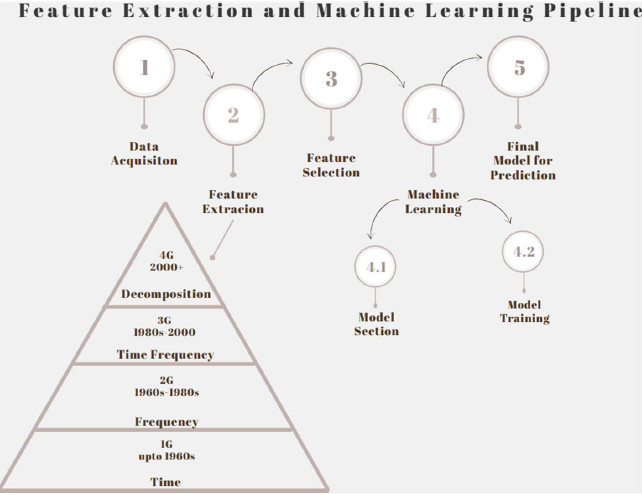 Feature Extraction and Machine Learning Pipeline
1
2
3
4
5
Data
Acquisiton
Feature
Extracion
Feature
Selection
Machine
Learning
Final
Model for
Prediction
4.1
Model
Section
4.2
Model
Training
4G
2000+
Decomposition
3G
1980s-2000
Time Frequency
2G
1960s-1980s
Frequency
1G
upto 1960s
Time